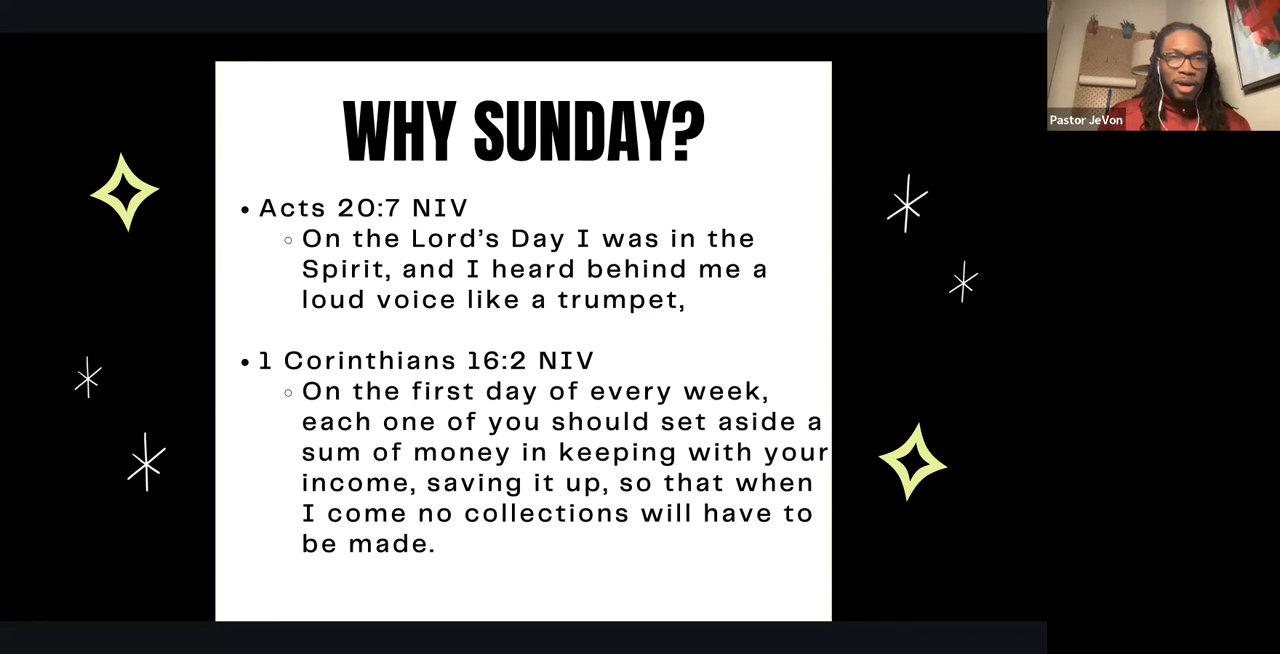 WHY SUNDAY?
• Acts 20:7 NIV
○ On the Lord's Day I was in the
Spirit, and I heard behind me a
loud voice like a trumpet,
• 1 Corinthians 16:2 NIV
○ On the first day of every week,
each one of you should set aside a
sum of money in keeping with your
income, saving it up, so that when
I come no collections will have to
be made.
Pastor JeVon